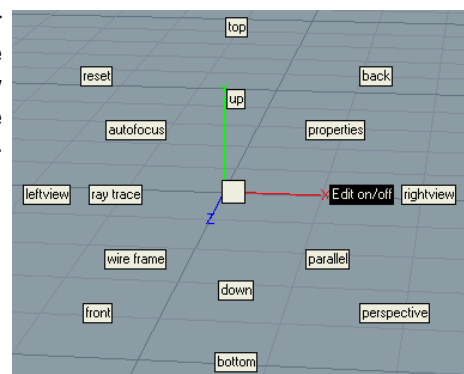 top
reset back
up
autofocus properties
leftview ray trace X Edit on/off rightview
Z
wire frame parallel
down
front perspective
bottom